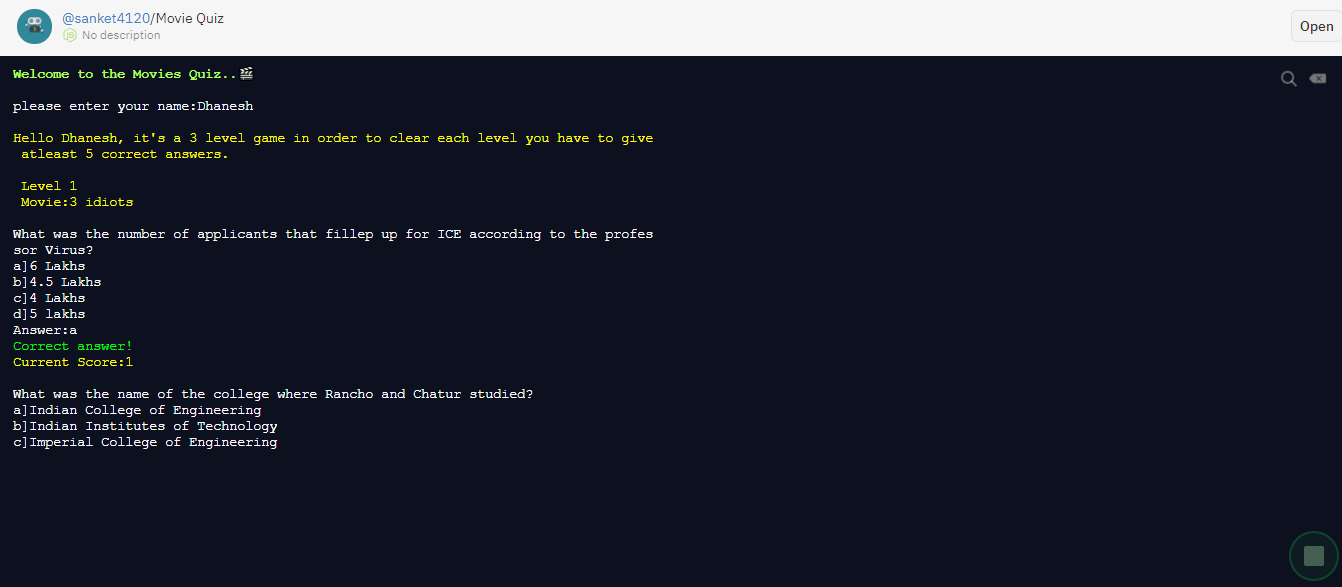 @sanket4120/Movie Quiz
No description
Open
Welcome to the Movies Quiz..🎬
please enter your name:Dhanesh
Hello Dhanesh, it's a 3 level game in order to clear each level you have to give
atleast 5 correct answers.
Level 1
Movie:3 idiots
What was the number of applicants that fillep up for ICE according to the profes
sor Virus?
a]6 Lakhs
b]4.5 Lakhs
c]4 Lakhs
d]5 lakhs
Answer:a
Correct answer!
Current Score:1
What was the name of the college where Rancho and Chatur studied?
a]Indian College of Engineering
b]Indian Institutes of Technology
c]Imperial College of Engineering